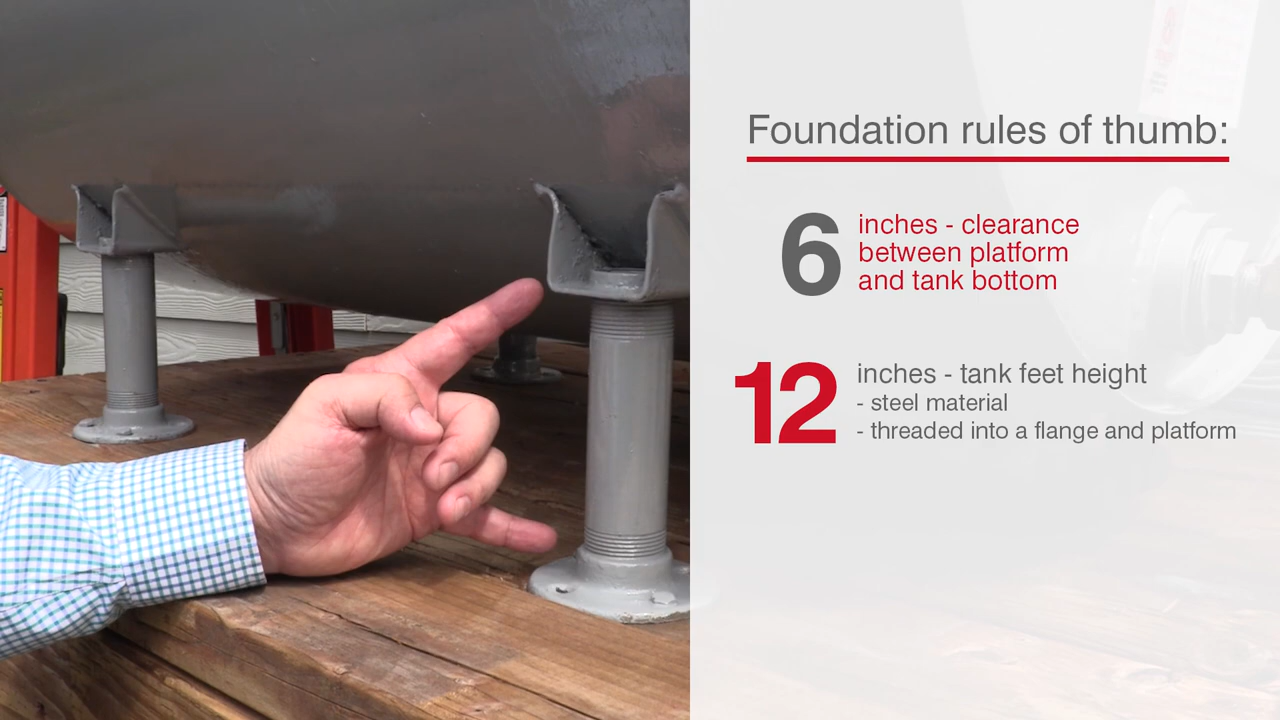 Foundation rules of thumb:
6
inches - clearance
between platform
and tank bottom
12
inches - tank feet height
- steel material
- threaded into a flange and platform